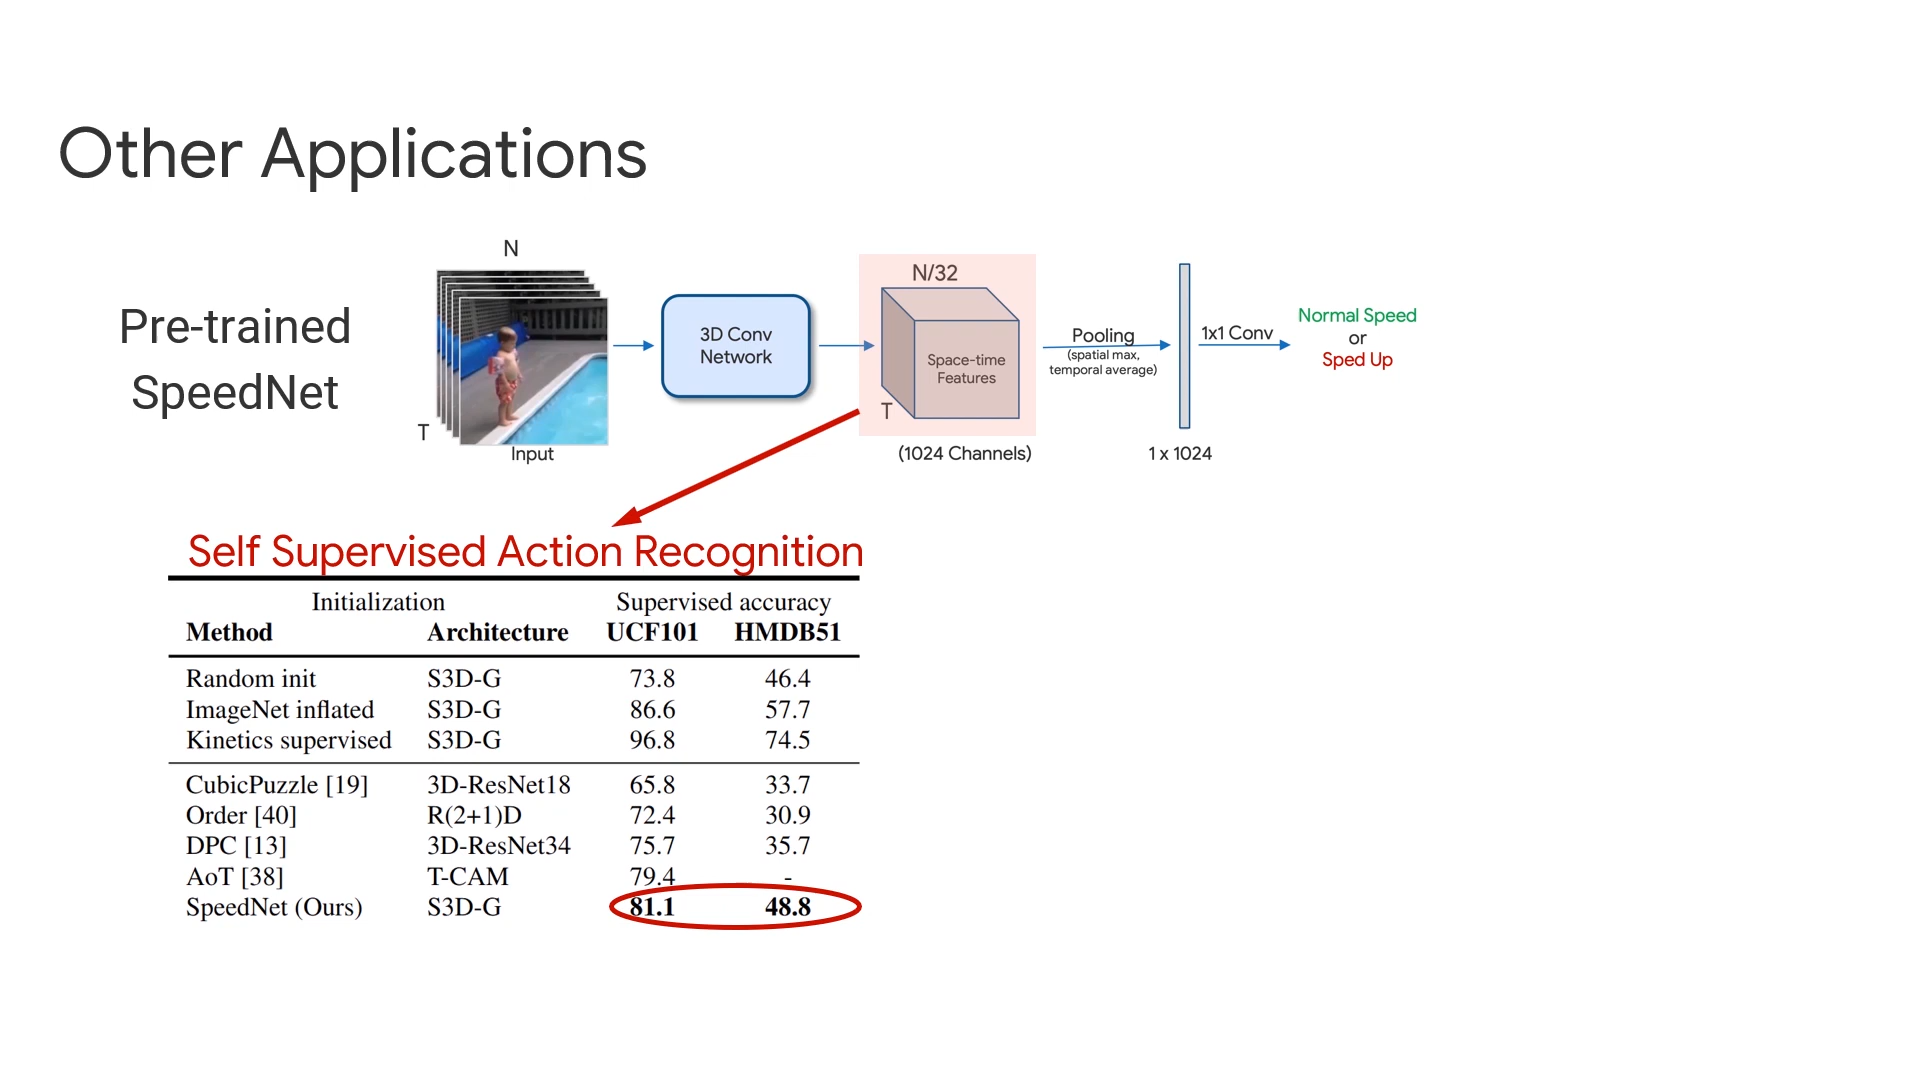 Other Applications
Pre-trained
SpeedNet
N
T
Input
3D Conv
Network
N/32
Space-time
Features
T
(1024 Channels)
Pooling
(spatial max,
temporal average)
1x1 Conv
1 x 1024
Normal Speed
or
Sped Up
Self Supervised Action Recognition
Initialization Supervised accuracy
Method Architecture UCF101 HMDB51
Random init S3D-G 73.8 46.4
ImageNet inflated S3D-G 86.6 57.7
Kinetics supervised S3D-G 96.8 74.5
CubicPuzzle [19] 3D-ResNet18 65.8 33.7
Order [40] R(2+1)D 72.4 30.9
DPC [13] 3D-ResNet34 75.7 35.7
AoT [38] T-CAM 79.4 -
SpeedNet (Ours) S3D-G 81.1 48.8